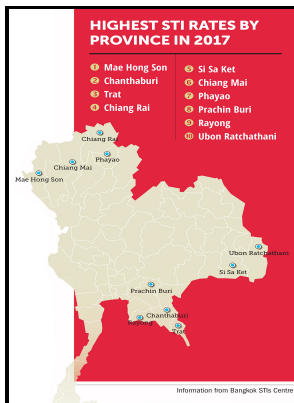 HIGHEST STI RATES BY
PROVINCE IN 2017
1 Mae Hong Son
2 Chanthaburi
3 Trat
4 Chiang Rai
5 Si Sa Ket
6 Chiang Mai
7 Phayao
8 Prachin Buri
9 Rayong
10 Ubon Ratchathani
Chiang Rai
Phayao
Chiang Mai
Mae Hong Son
Ubon Ratchathani
Si Sa Ket
Prachin Buri
Chanthaburi
Rayong
Trat
Information from Bangkok STIs Centre